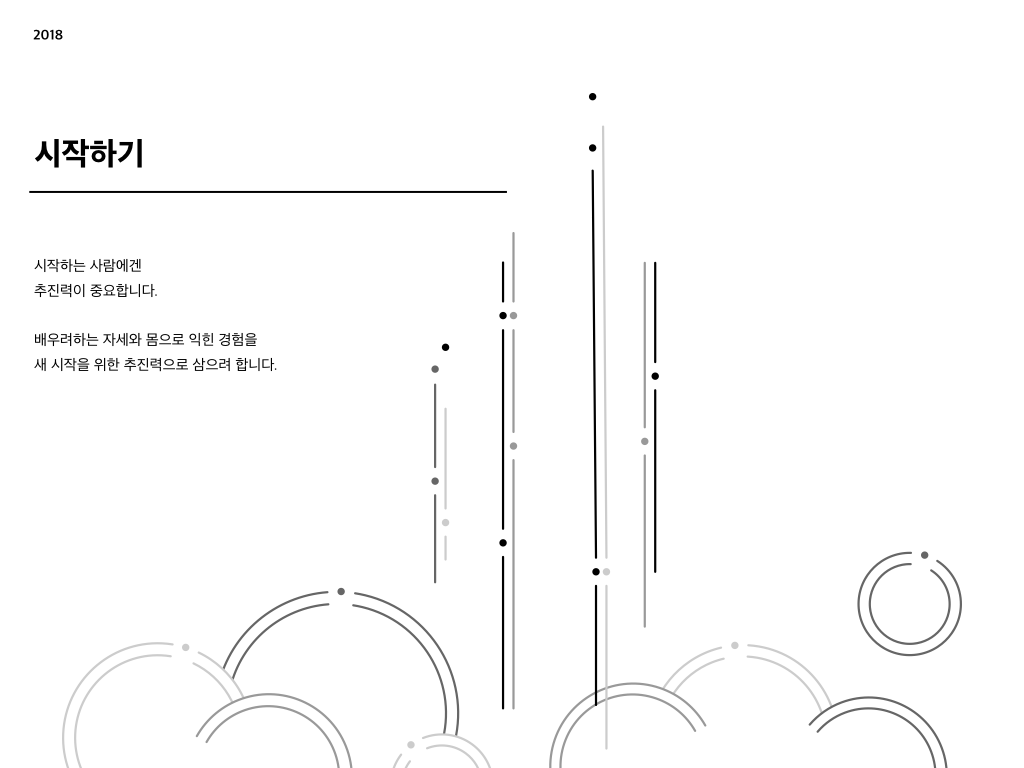 2018
시작하기
시작하는 사람에겐
추진력이 중요합니다.
배우려하는 자세와 몸으로 익힌 경험을
새 시작을 위한 추진력으로 삼으려 합니다.